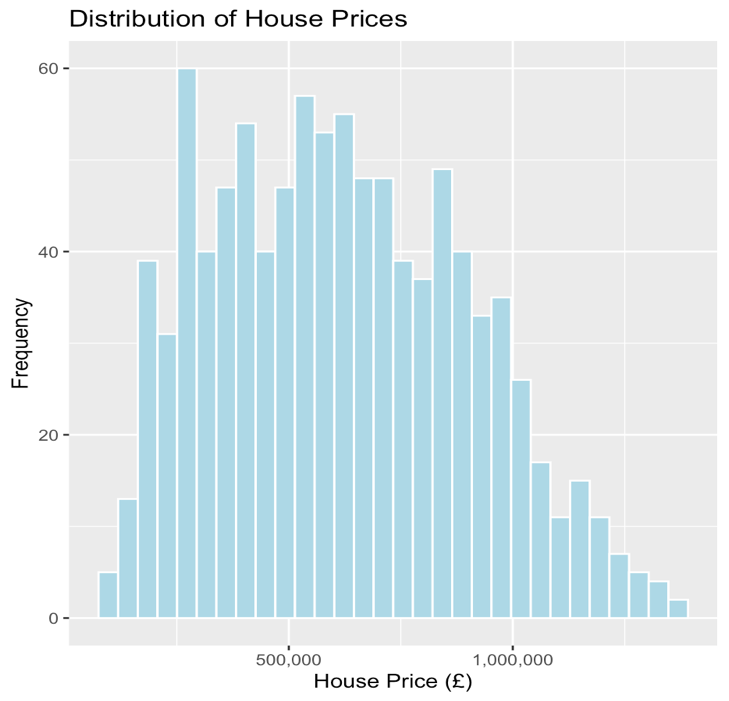 Distribution of House Prices
60
40
20
0
Frequency
500,000
1,000,000
House Price (£)